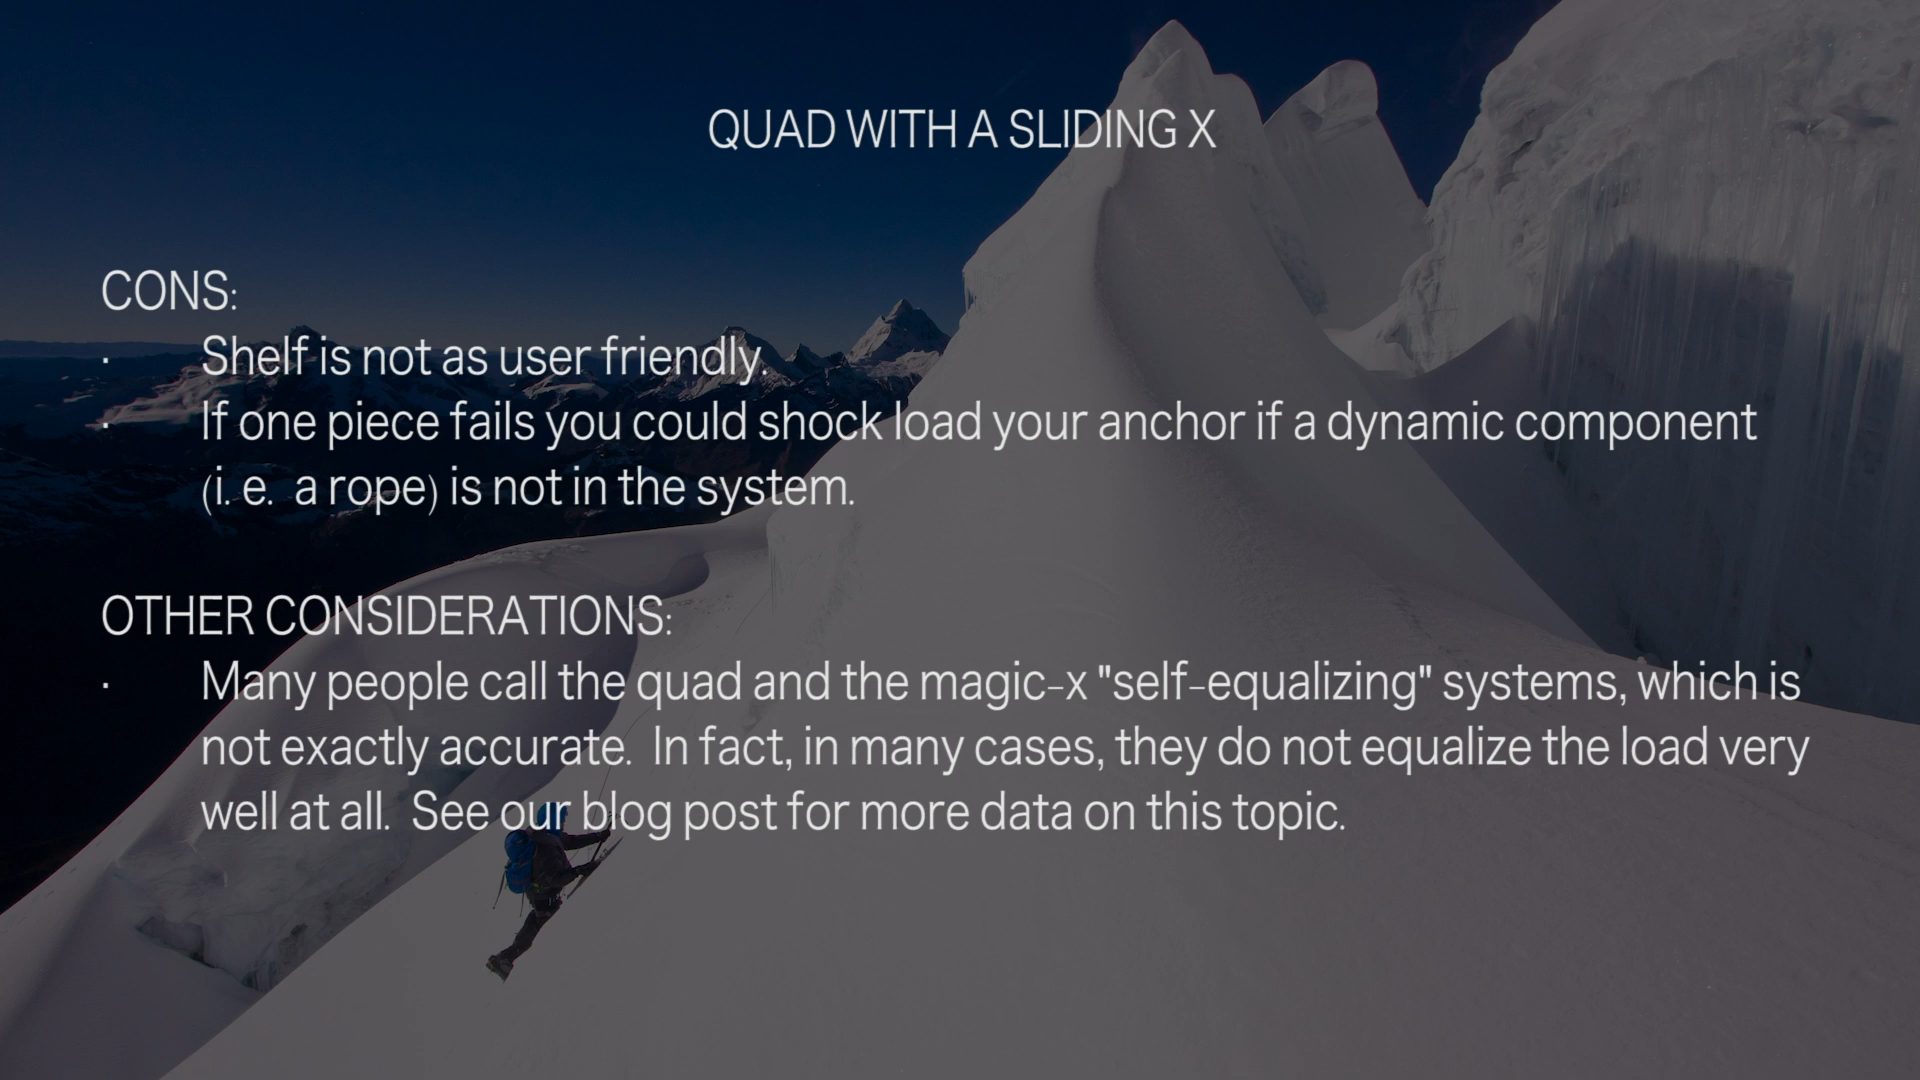 QUAD WITH A SLIDING X
CONS:
· Shelf is not as user friendly.
· If one piece fails you could shock load your anchor if a dynamic component
(i. e. a rope) is not in the system.
OTHER CONSIDERATIONS:
· Many people call the quad and the magic-x "self-equalizing" systems, which is
not exactly accurate. In fact, in many cases, they do not equalize the load very
well at all. See our blog post for more data on this topic.